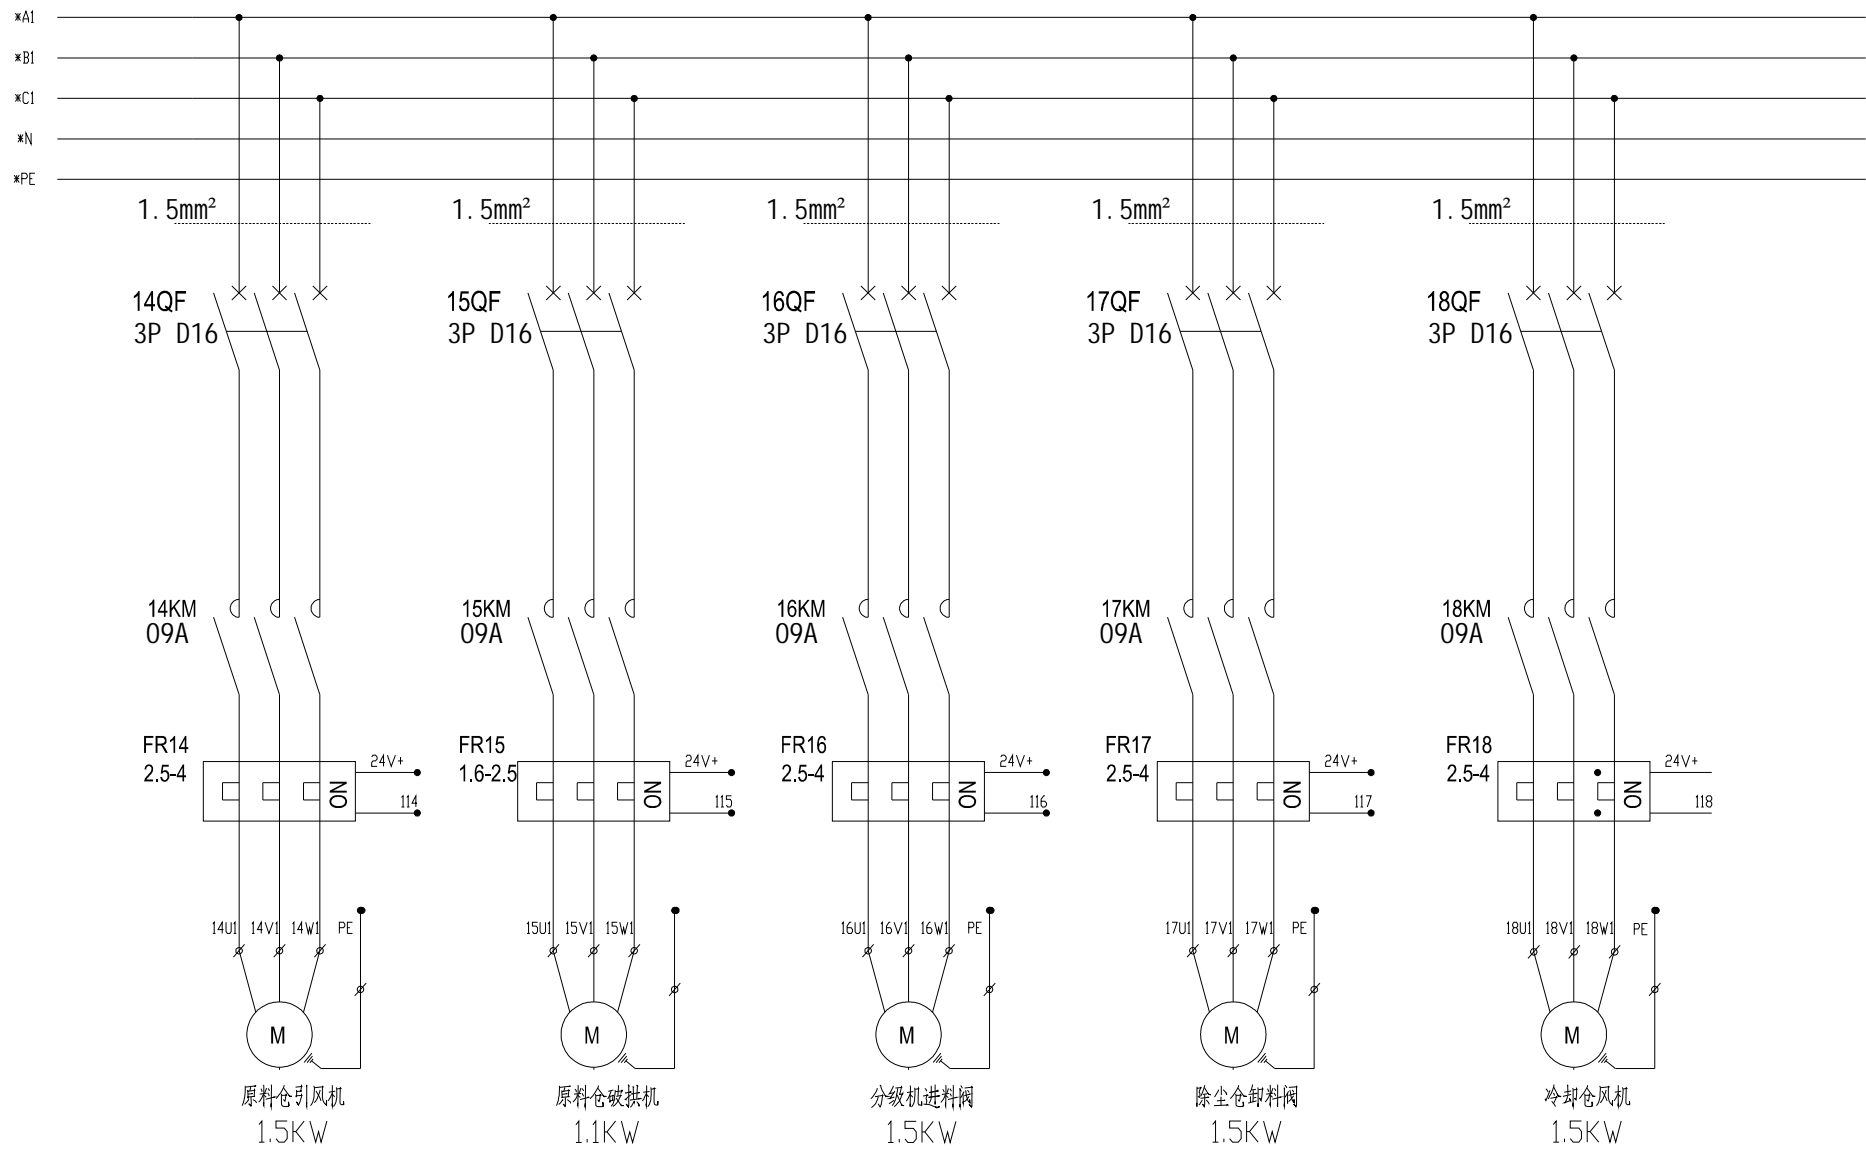 *A1
*B1
*C1
*N
*PE
1.5mm² 1.5mm² 1.5mm² 1.5mm² 1.5mm²
14QF 15QF 16QF 17QF 18QF
3P D16 3P D16 3P D16 3P D16 3P D16
14KM 15KM 16KM 17KM 18KM
09A 09A 09A 09A 09A
FR14 FR15 FR16 FR17 FR18
24V+ 24V+ 24V+ 24V+ 24V+
2.5-4 1.6-2.5 2.5-4 2.5-4 2.5-4
NO NO NO NO NO
114 115 116 117 118
14U1 14V1 14W1 PE 15U1 15V1 15W1 16U1 16V1 16W1 PE 17U1 17V1 17W1 PE 18U1 18V1 18W1 PE
M M M M M
原料仓引风机 原料仓破拱机 分级机进料阀 除尘仓卸料阀 冷却仓风机
1.5KW 1.1KW 1.5KW 1.5KW 1.5KW